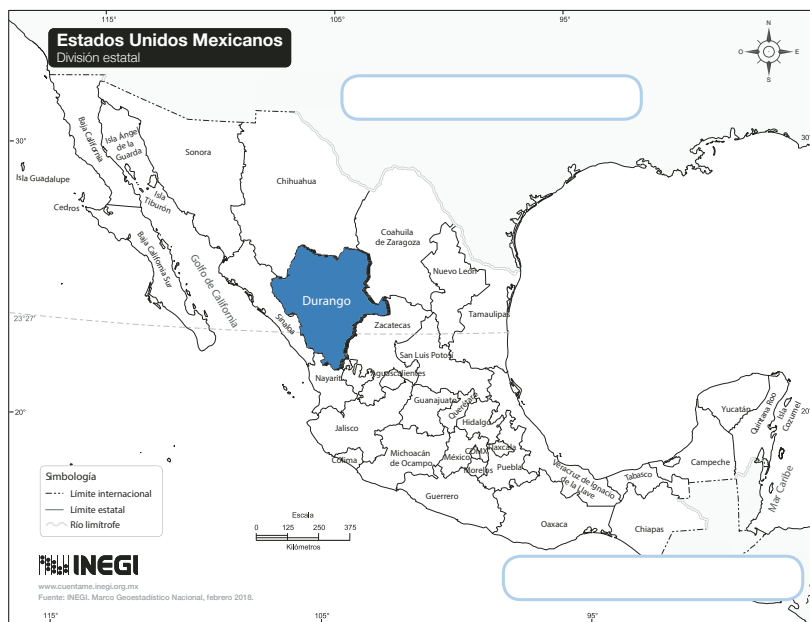 115°
105°
95°
Estados Unidos Mexicanos
División estatal
N
O
E
S
30°
30°
Baja California
Isla Ángel
de la
Guarda
Sonora
Chihuahua
Isla Guadalupe
Isla
Tiburón
Cedros
Coahuila
de Zaragoza
Baja California Sur
Golfo de California
Nuevo León
Durango
Sinaloa
Tamaulipas
23°27'
Zacatecas
San Luis Potosí
Aguascalientes
Nayarit
Guanajuato
Querétaro
Hidalgo
Yucatán
Quintana Roo
Isla
Cozumel
20°
20°
Jalisco
Michoacán
de Ocampo
México
CDMX
Tlaxcala
Colima
Morelos
Puebla
Veracruz de Ignacio
de la Llave
Tabasco
Campeche
Mar Caribe
Guerrero
Oaxaca
Chiapas
Simbología
Límite internacional
Límite estatal
Río limítrofe
Escala
0 125 250 375
Kilómetros
INEGI
www.cuentame.inegi.org.mx
Fuente: INEGI. Marco Geoestadístico Nacional, febrero 2018.
115°
105°
95°